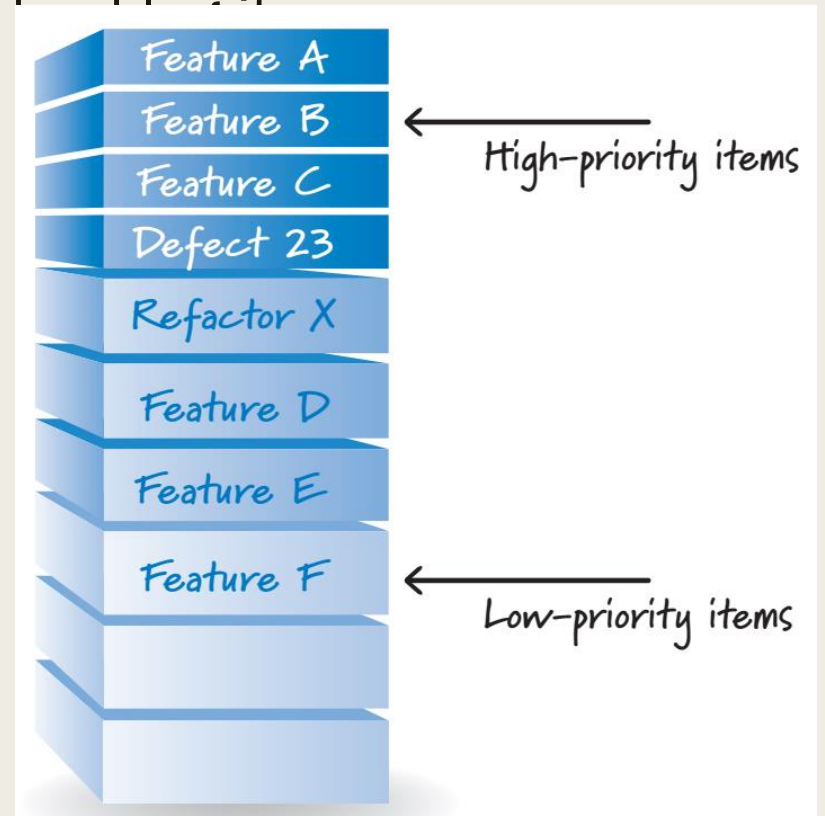 Feature A
Feature B
High-priority items
Feature C
Defect 23
Refactor X
Feature D
Feature E
Feature F
Low-priority items